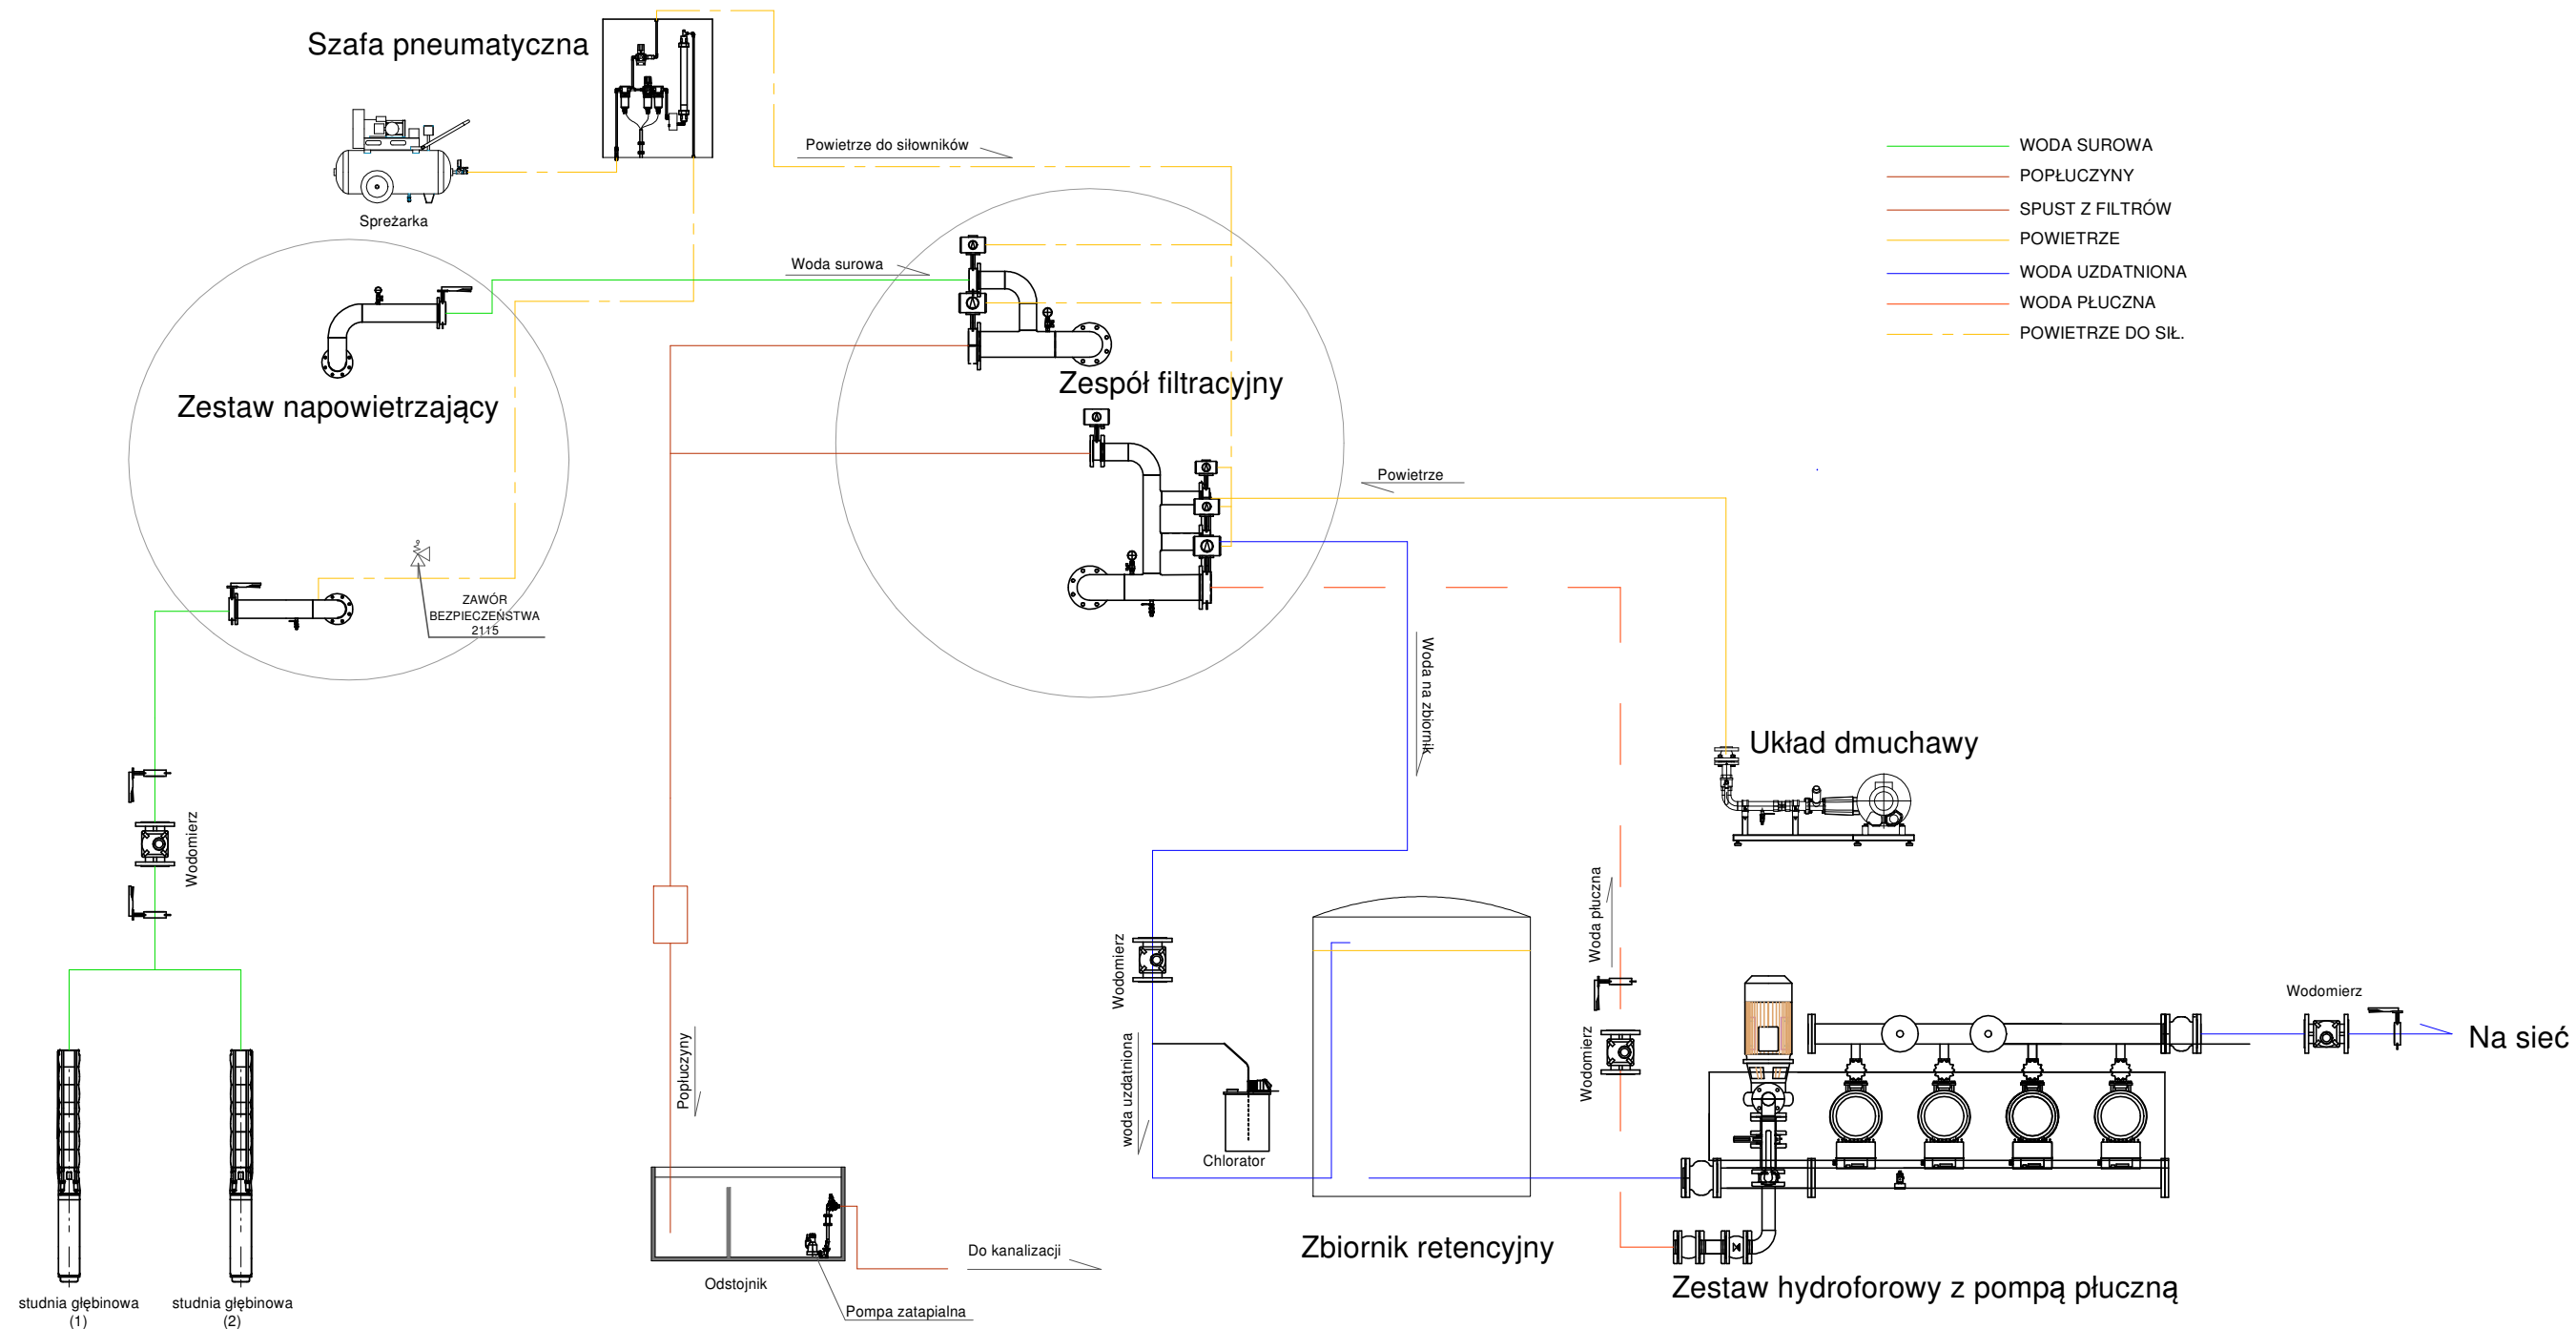 Szafa pneumatyczna
Spreżarka
Powietrze do siłowników
WODA SUROWA
POPŁUCZYNY
SPUST Z FILTRÓW
POWIETRZE
WODA UZDATNIONA
WODA PŁUCZNA
POWIETRZE DO SIŁ.
Woda surowa
Zestaw napowietrzający
Zespół filtracyjny
Powietrze
ZAWÓR
BEZPIECZEŃSTWA
2115
Woda na zbiornik
Układ dmuchawy
Wodomierz
Woda płuczna
Wodomierz
Wodomierz
Wodomierz
Na sieć
Popłuczyny
woda uzdatniona
Chlorator
Zbiornik retencyjny
Zestaw hydroforowy z pompą płuczną
Do kanalizacji
Odstojnik
Pompa zatapialna
studnia głębinowa
(1)
studnia głębinowa
(2)